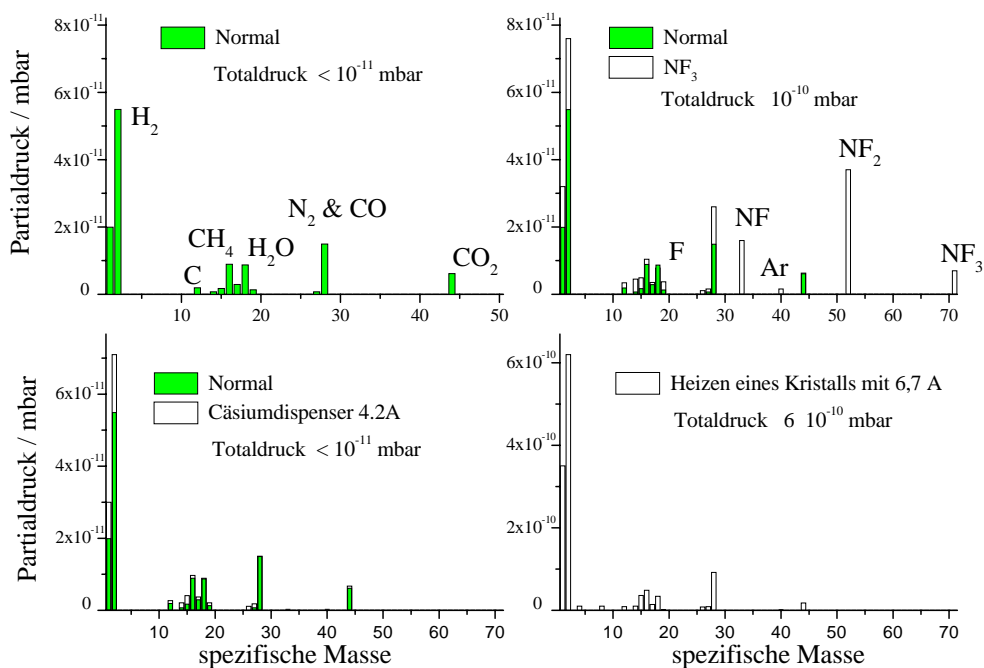 Partialdruck / mbar
8x10⁻¹¹
6x10⁻¹¹
4x10⁻¹¹
2x10⁻¹¹
0
Normal
Totaldruck < 10⁻¹¹ mbar
H₂
C
CH₄
H₂O
N₂ & CO
CO₂
10 20 30 40 50
8x10⁻¹¹
6x10⁻¹¹
4x10⁻¹¹
2x10⁻¹¹
0
Normal
NF₃
Totaldruck 10⁻¹⁰ mbar
F
NF
Ar
NF₂
NF₃
10 20 30 40 50 60 70
Partialdruck / mbar
6x10⁻¹¹
4x10⁻¹¹
2x10⁻¹¹
0
Normal
Cäsiumdispenser 4.2A
Totaldruck < 10⁻¹¹ mbar
10 20 30 40 50 60 70
spezifische Masse
6x10⁻¹⁰
4x10⁻¹⁰
2x10⁻¹⁰
0
Heizen eines Kristalls mit 6,7 A
Totaldruck 6 10⁻¹⁰ mbar
10 20 30 40 50 60 70
spezifische Masse